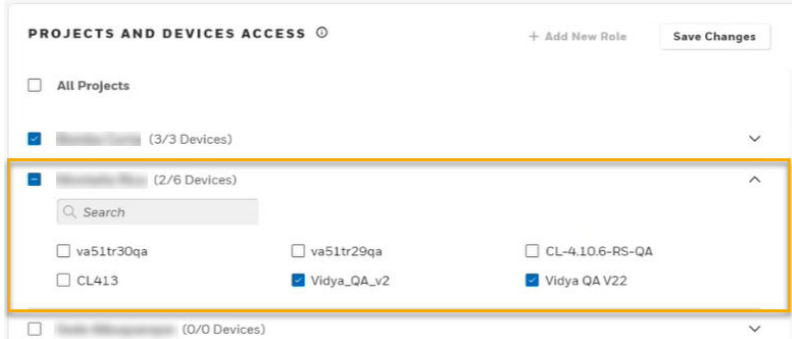 PROJECTS AND DEVICES ACCESS
+ Add New Role
Save Changes
All Projects
(3/3 Devices)
(2/6 Devices)
Search
va51tr30qa
va51tr29qa
CL-4.10.6-RS-QA
CL413
Vidya_QA_v2
Vidya QA V22
(0/0 Devices)